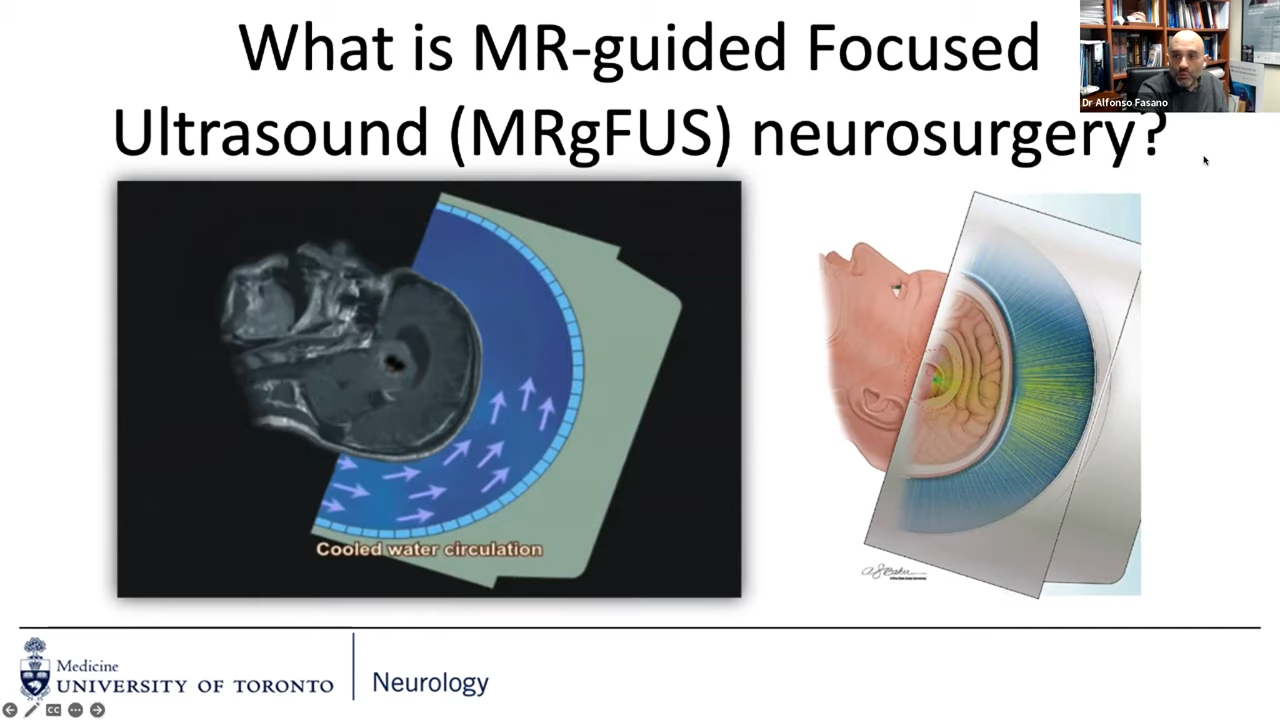 What is MR-guided Focused
Ultrasound (MRgFUS) neurosurgery?
Dr Alfonso Fasano
Cooled water circulation
Medicine
UNIVERSITY OF TORONTO
Neurology
CC